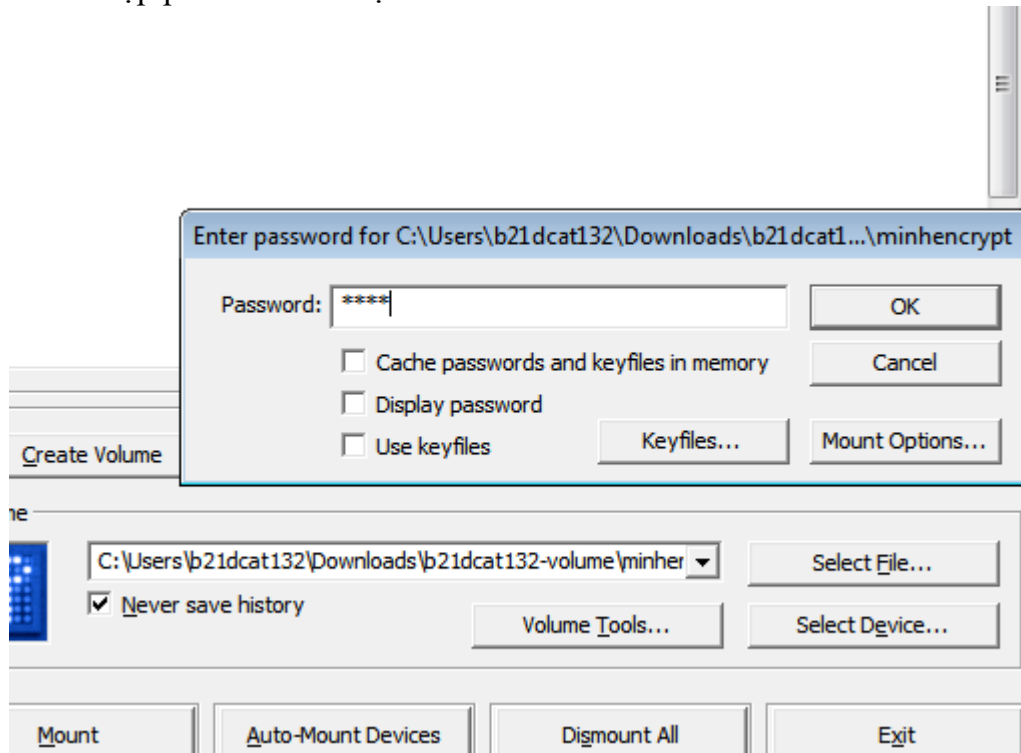 Enter password for C:\Users\b21dcat132\Downloads\b21dcat1...\minhencrypt
Password: ****
OK
Cache passwords and keyfiles in memory
Cancel
Display password
Use keyfiles
Keyfiles...
Mount Options...
Create Volume
C:\Users\b21dcat132\Downloads\b21dcat132-volume\minher
Select File...
Never save history
Volume Tools...
Select Device...
Mount
Auto-Mount Devices
Dismount All
Exit